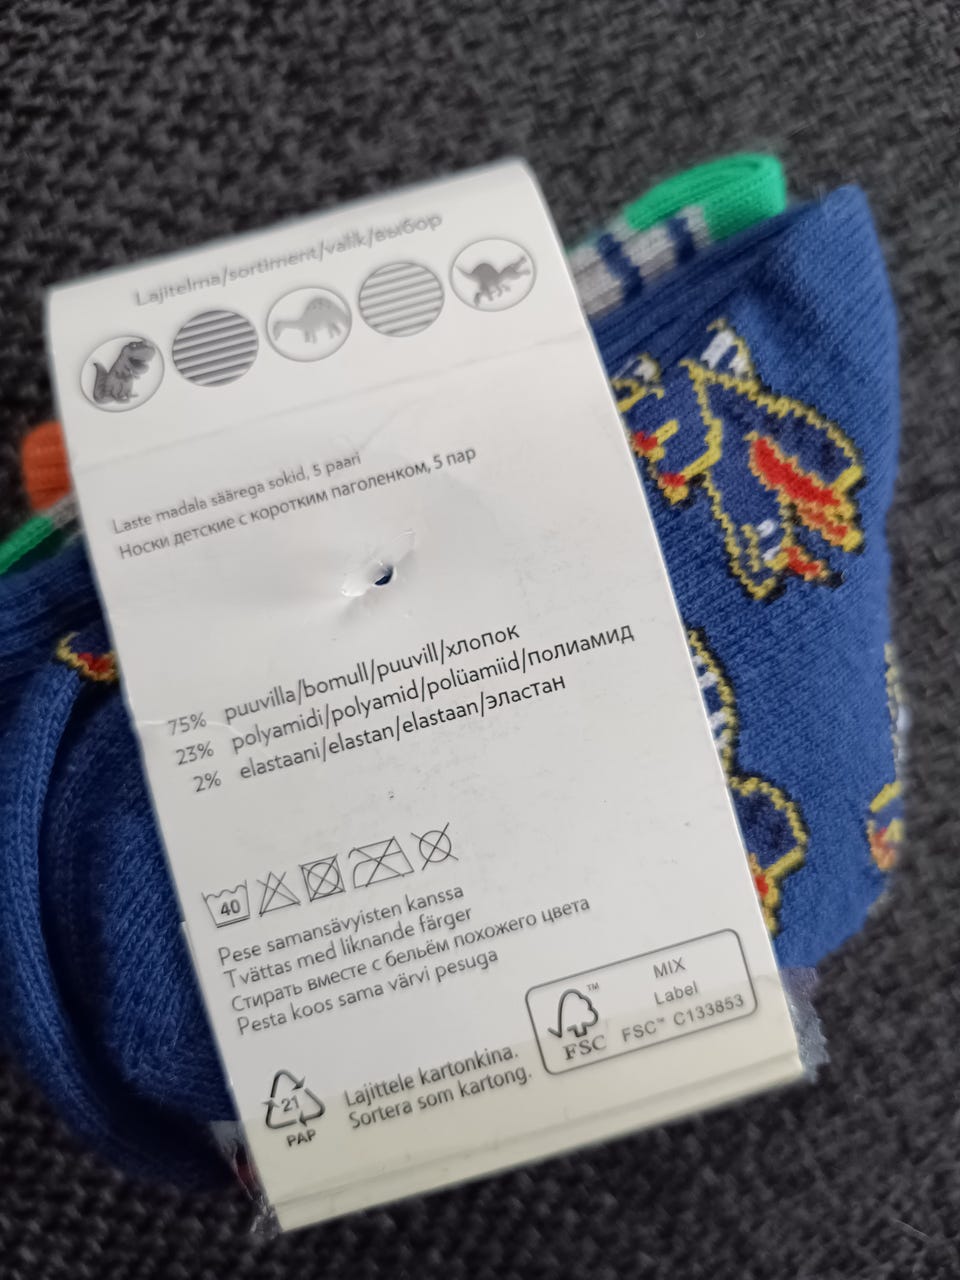 Lajitelma/sortiment/valik/выбор
Laste madala säärega sokid, 5 paari
Носки детские с коротким паголенком, 5 пар
75% puuvilla/bomull/puuvill/хлопок
23% polyamidi/polyamid/polüamiid/полиамид
2% elastaani/elastan/elastaan/эластан
40
Pese samansävyisten kanssa
Tvättas med liknande färger
Стирать вместе с бельём похожего цвета
Pesta koos sama värvi pesuga
FSC™
MIX
Label
FSC™ C133853
21
PAP
Lajittele kartonkina.
Sortera som kartong.